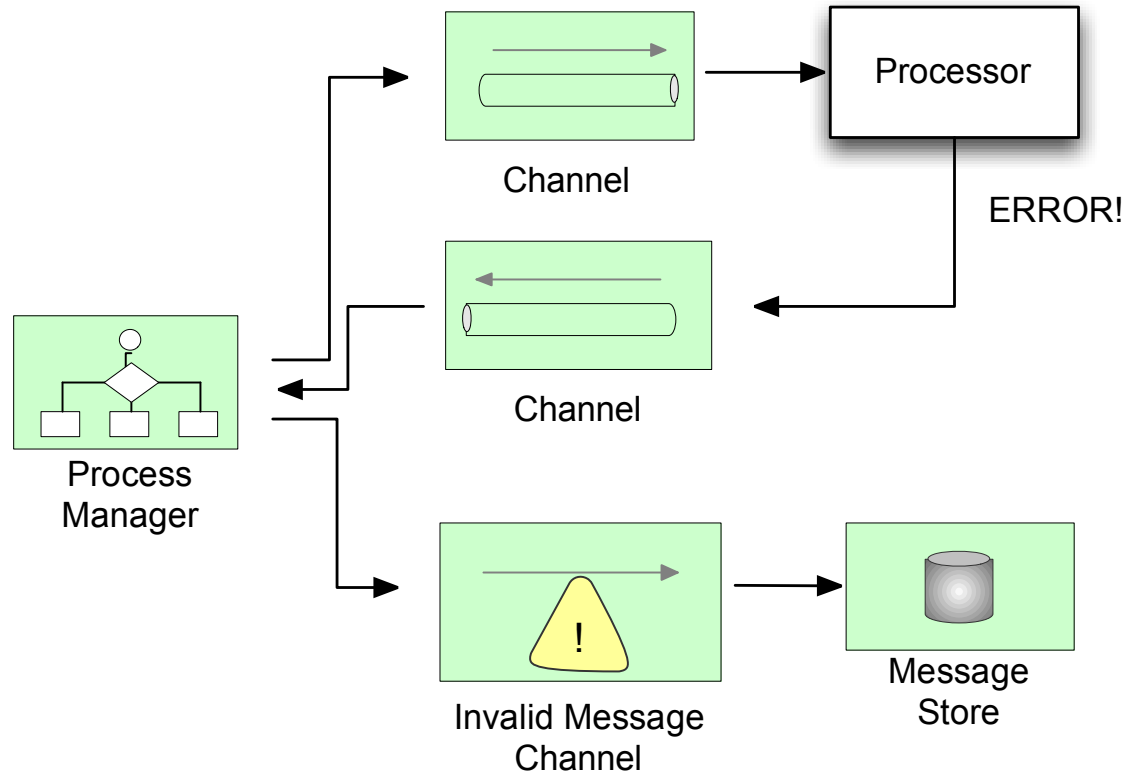 Processor
Channel
ERROR!
Channel
Process
Manager
!
Invalid Message
Channel
Message
Store